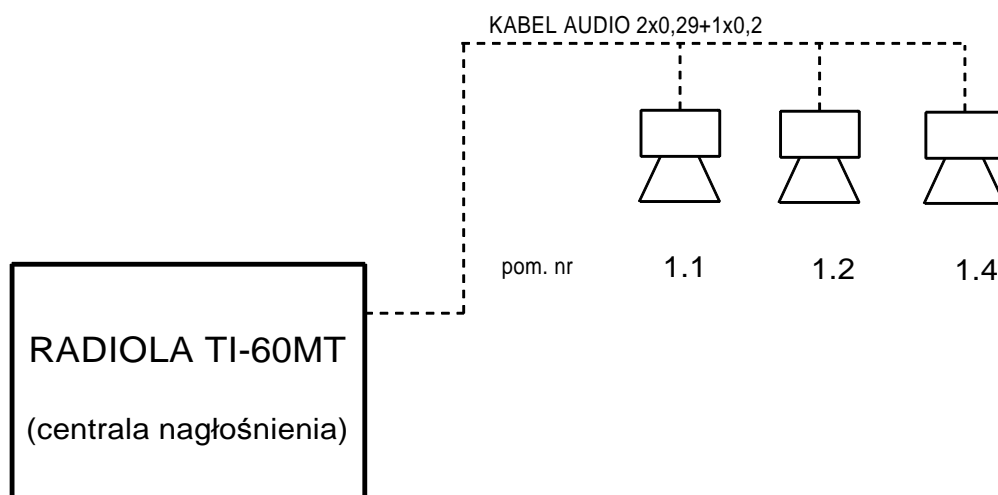 KABEL AUDIO 2x0,29+1x0,2
pom. nr 1.1 1.2 1.4
RADIOLA TI-60MT
(centrala nagłośnienia)